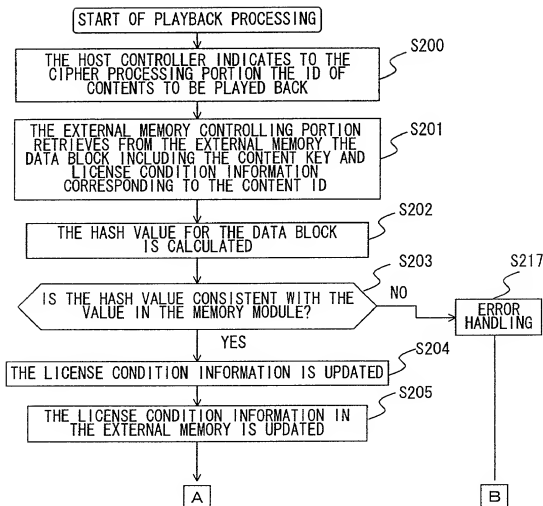 START OF PLAYBACK PROCESSING
S200
THE HOST CONTROLLER INDICATES TO THE
CIPHER PROCESSING PORTION THE ID OF
CONTENTS TO BE PLAYED BACK
S201
THE EXTERNAL MEMORY CONTROLLING PORTION
RETRIEVES FROM THE EXTERNAL MEMORY THE
DATA BLOCK INCLUDING THE CONTENT KEY AND
LICENSE CONDITION INFORMATION
CORRESPONDING TO THE CONTENT ID
S202
THE HASH VALUE FOR THE DATA BLOCK
IS CALCULATED
S203
IS THE HASH VALUE CONSISTENT WITH THE
VALUE IN THE MEMORY MODULE?
NO
S217
ERROR
HANDLING
YES
S204
THE LICENSE CONDITION INFORMATION IS UPDATED
S205
THE LICENSE CONDITION INFORMATION IN
THE EXTERNAL MEMORY IS UPDATED
A
B